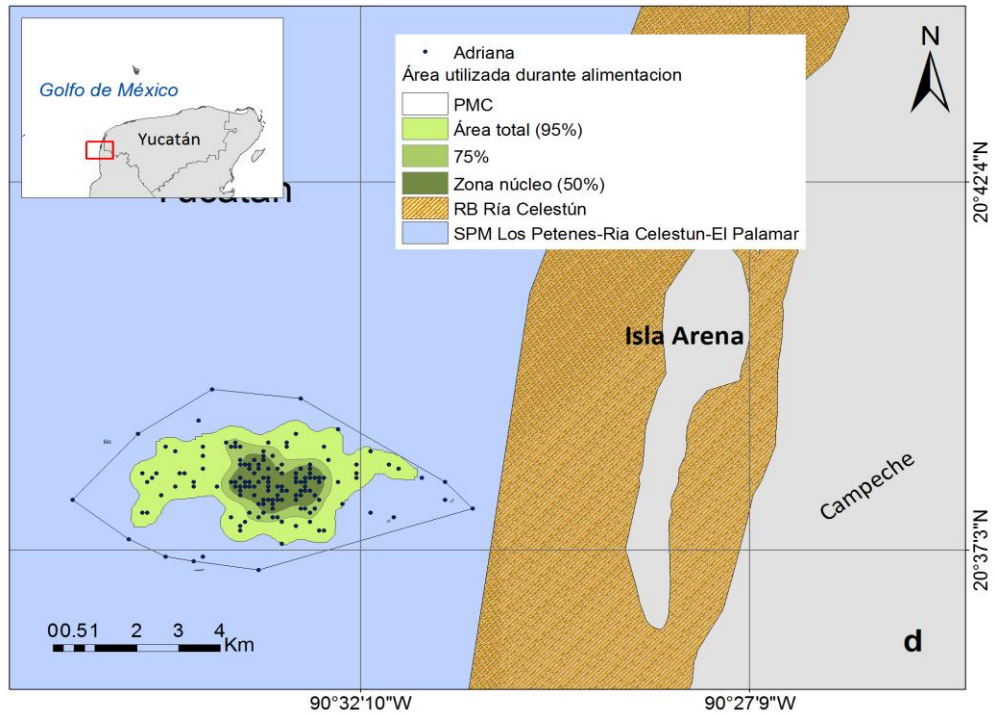 Golfo de México
Yucatán
Yucatán
Adriana
Área utilizada durante alimentacion
PMC
Área total (95%)
75%
Zona núcleo (50%)
RB Ría Celestún
SPM Los Petenes-Ria Celestun-El Palamar
N
20°42'4"N
Isla Arena
Campeche
20°37'3"N
00.51 2 3 4
Km
d
90°32'10"W
90°27'9"W